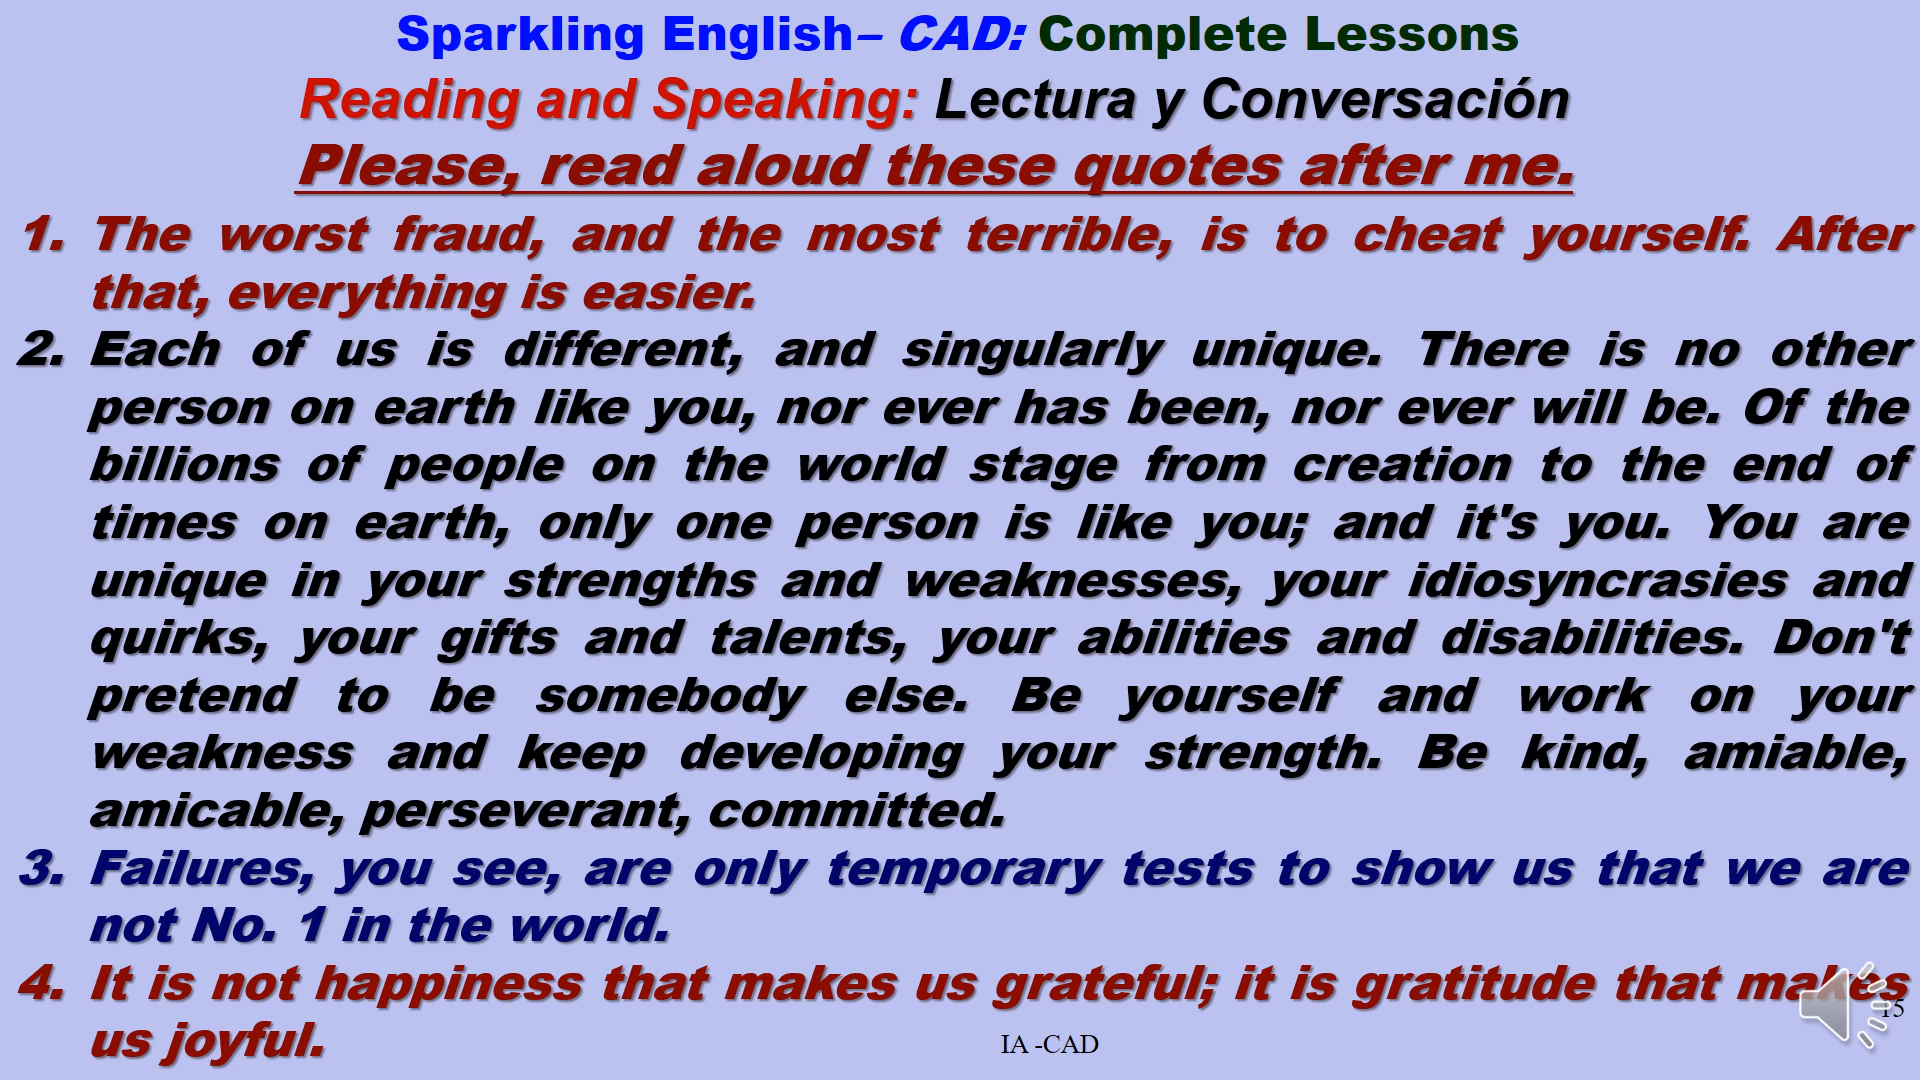 Sparkling English– CAD: Complete Lessons
Reading and Speaking: Lectura y Conversación
Please, read aloud these quotes after me.
1. The worst fraud, and the most terrible, is to cheat yourself. After
that, everything is easier.
2. Each of us is different, and singularly unique. There is no other
person on earth like you, nor ever has been, nor ever will be. Of the
billions of people on the world stage from creation to the end of
times on earth, only one person is like you; and it's you. You are
unique in your strengths and weaknesses, your idiosyncrasies and
quirks, your gifts and talents, your abilities and disabilities. Don't
pretend to be somebody else. Be yourself and work on your
weakness and keep developing your strength. Be kind, amiable,
amicable, perseverant, committed.
3. Failures, you see, are only temporary tests to show us that we are
not No. 1 in the world.
4. It is not happiness that makes us grateful; it is gratitude that makes
us joyful.
IA -CAD
15